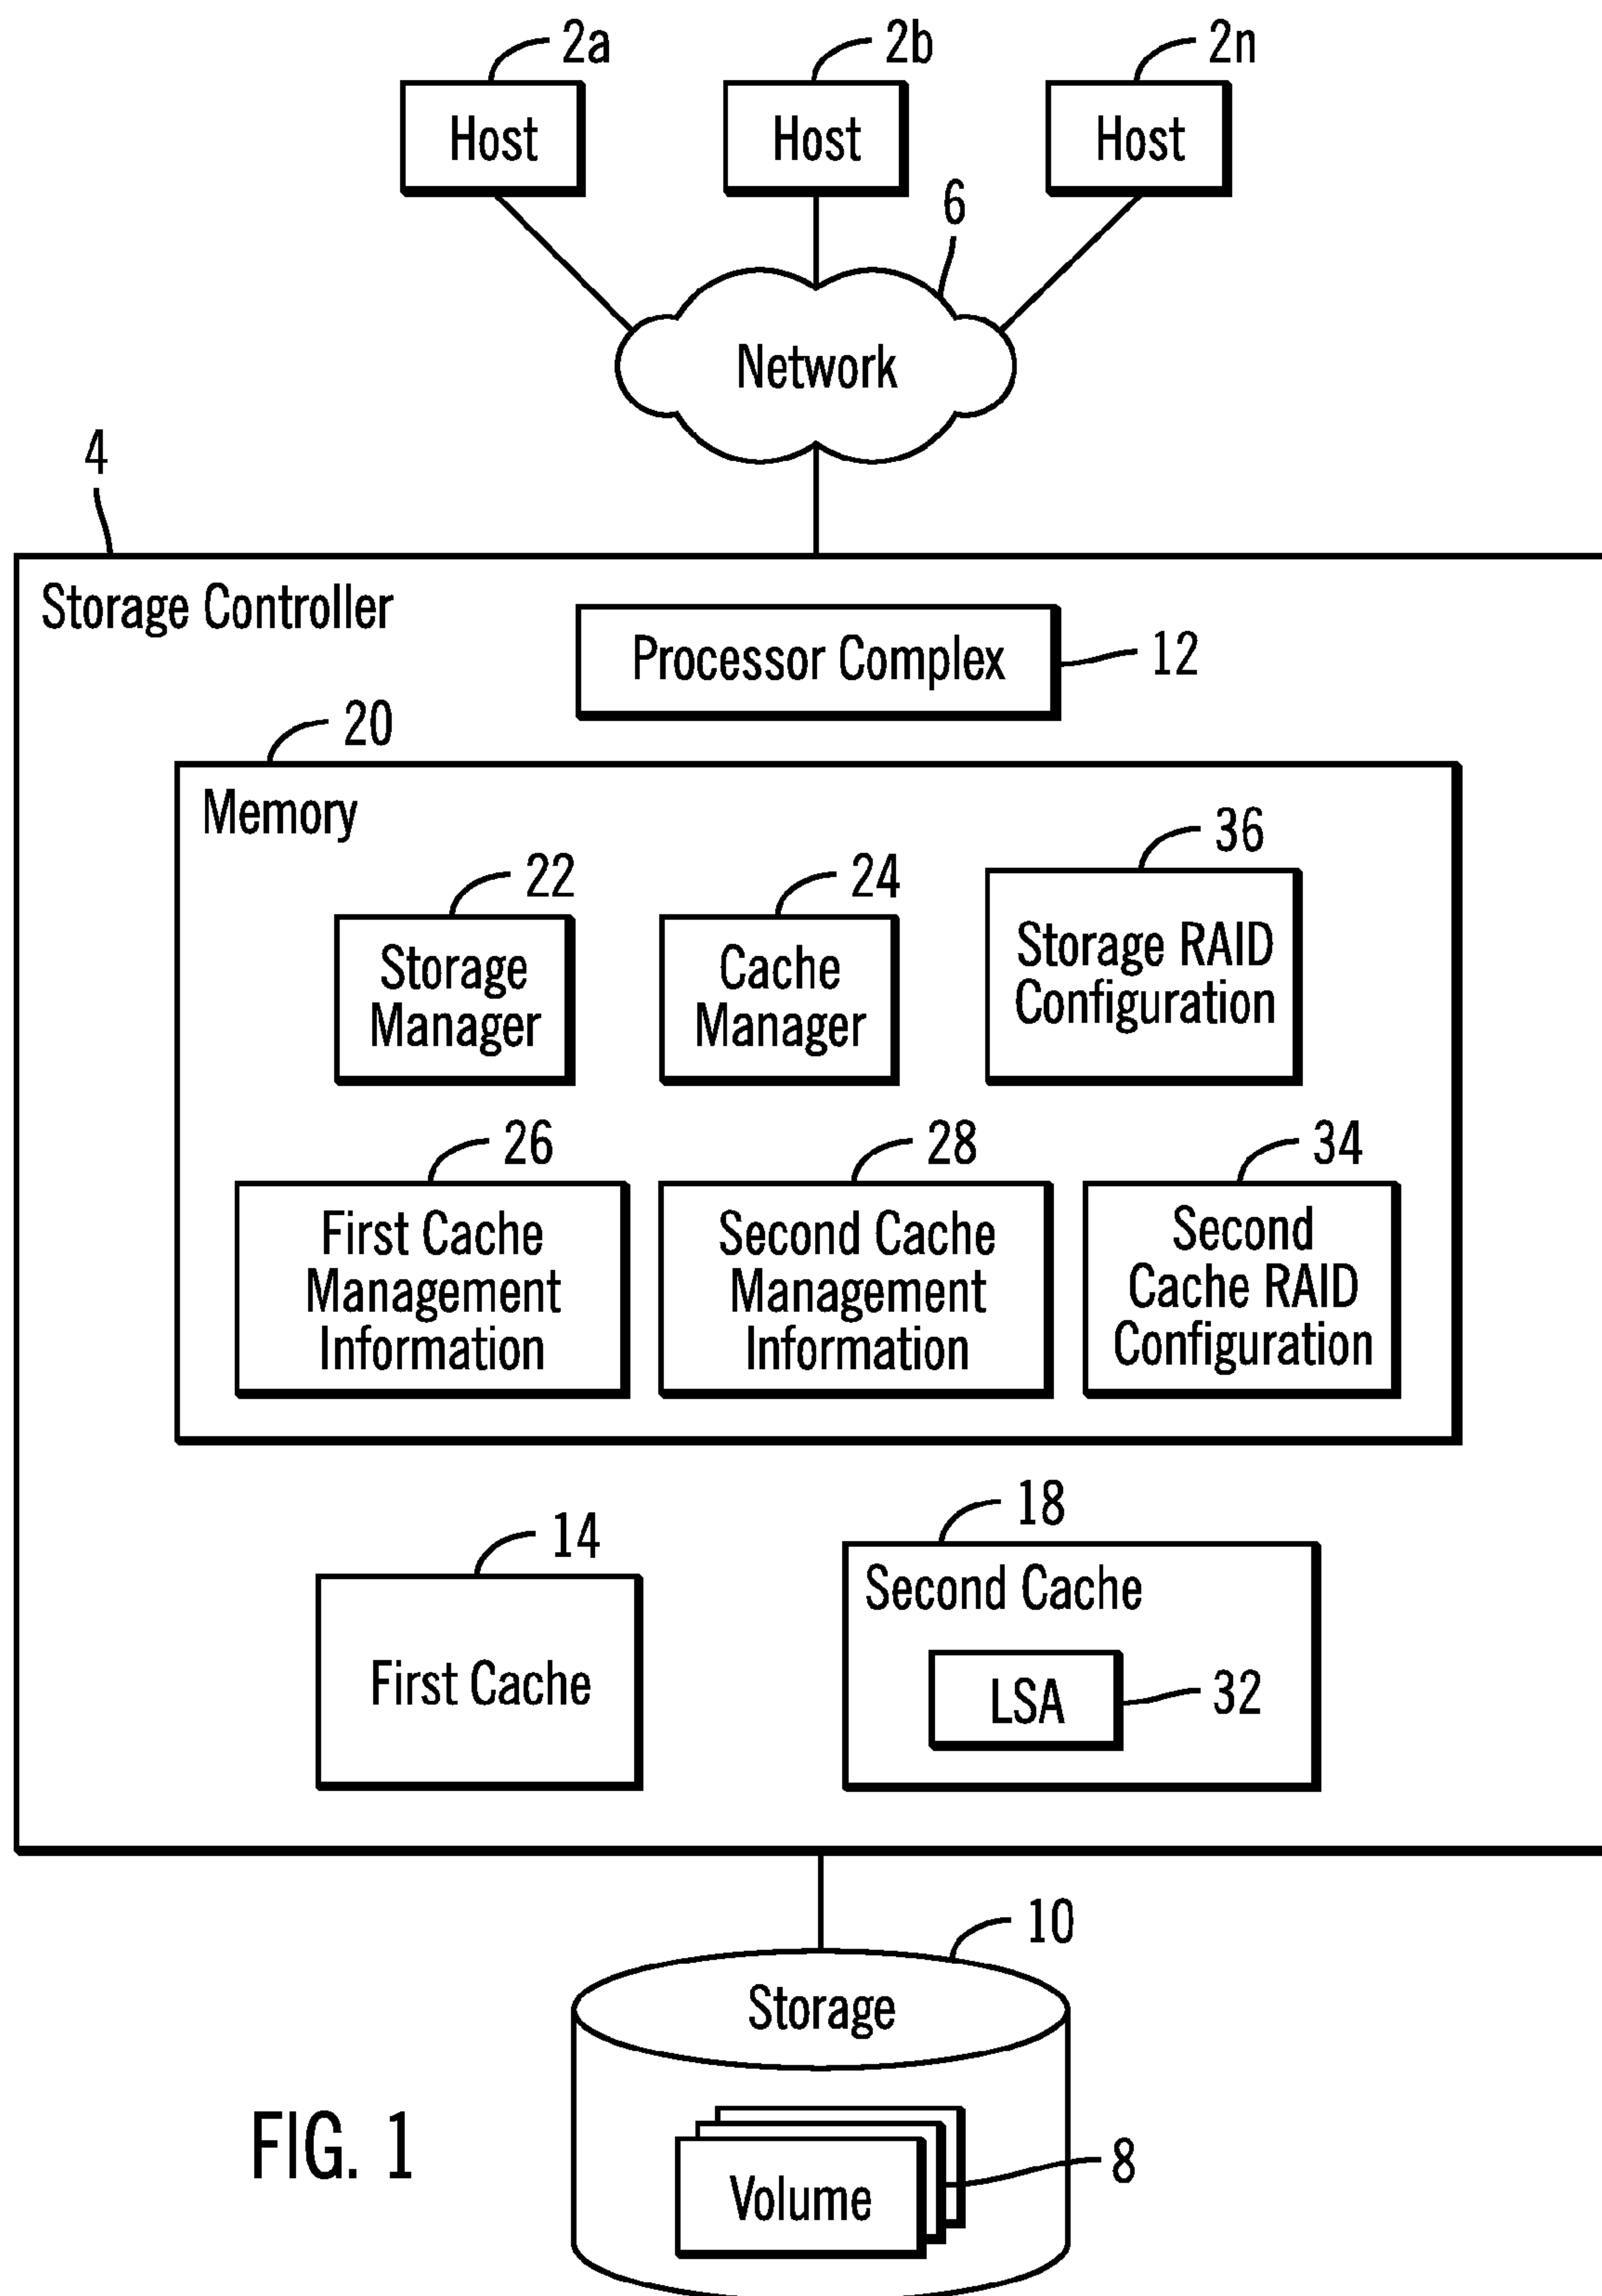 2a
2b
2n
Host
Host
Host
6
Network
4
Storage Controller
Processor Complex
12
20
Memory
22
24
36
Storage
Manager
Cache
Manager
Storage RAID
Configuration
26
28
34
First Cache
Management
Information
Second Cache
Management
Information
Second
Cache RAID
Configuration
14
18
First Cache
Second Cache
LSA
32
10
Storage
Volume
8
FIG. 1